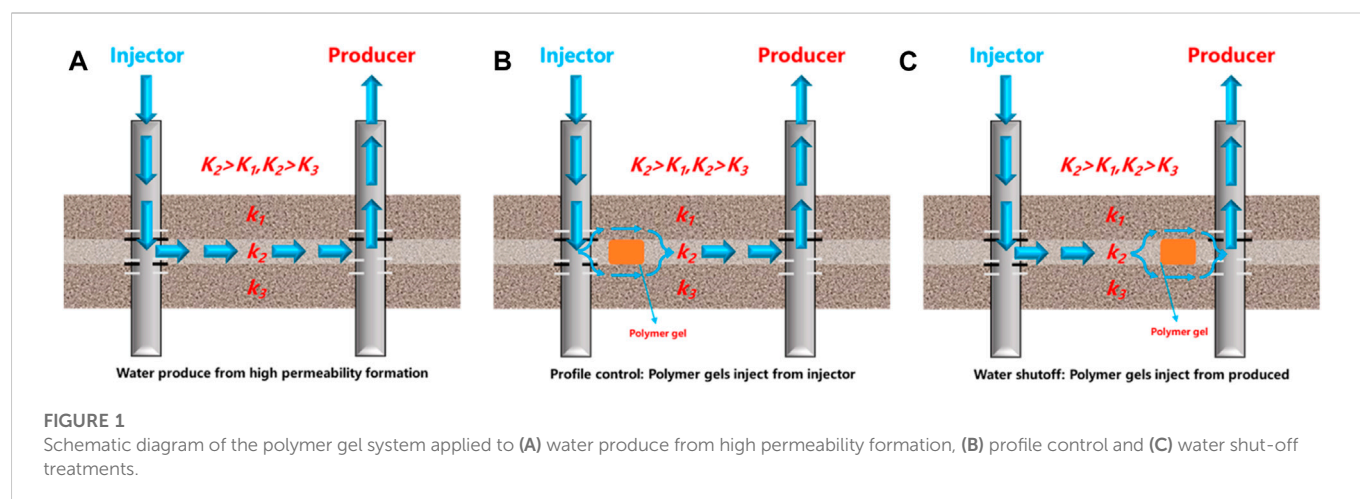 A
Injector
Producer
K₂>K₁,K₂>K₃
k₁
k₂
k₃
Water produce from high permeability formation
B
Injector
Producer
K₂>K₁,K₂>K₃
k₁
k₂
k₃
Polymer gel
Profile control: Polymer gels inject from injector
C
Injector
Producer
K₂>K₁,K₂>K₃
k₁
k₂
k₃
Polymer gel
Water shutoff: Polymer gels inject from produced
FIGURE 1
Schematic diagram of the polymer gel system applied to (A) water produce from high permeability formation, (B) profile control and (C) water shut-off
treatments.